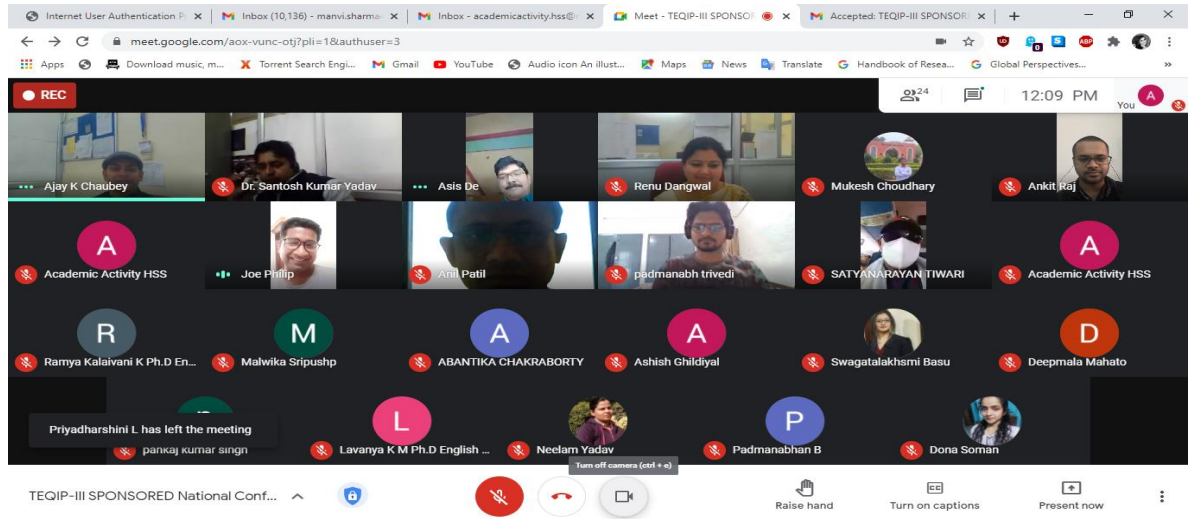 Internet User Authentication P
Inbox (10,136) - manvi.sharma
Inbox - academicactivity.hss@
Meet - TEQIP-III SPONSOR
Accepted: TEQIP-III SPONSOR
meet.google.com/aox-vunc-otj?pli=1&authuser=3
Apps
Download music, m...
Torrent Search Engi...
Gmail
YouTube
Audio icon An illust...
Maps
News
Translate
Handbook of Resea...
Global Perspectives...
REC
24
12:09 PM
You
A
Ajay K Chaubey
Dr. Santosh Kumar Yadav
Asis De
Renu Dangwal
Mukesh Choudhary
Ankit Raj
A
Academic Activity HSS
Joe Philip
Anil Patil
padmanabh trivedi
SATYANARAYAN TIWARI
A
Academic Activity HSS
R
Ramya Kalaivani K Ph.D En...
M
Malwika Sripushp
A
ABANTIKA CHAKRABORTY
A
Ashish Ghildiyal
Swagatalakhsmi Basu
D
Deepmala Mahato
Priyadharshini L has left the meeting
pankaj kumar singh
L
Lavanya K M Ph.D English ...
Neelam Yadav
P
Padmanabhan B
Dona Soman
Turn off camera (ctrl + e)
TEQIP-III SPONSORED National Conf...
Raise hand
CC
Turn on captions
Present now